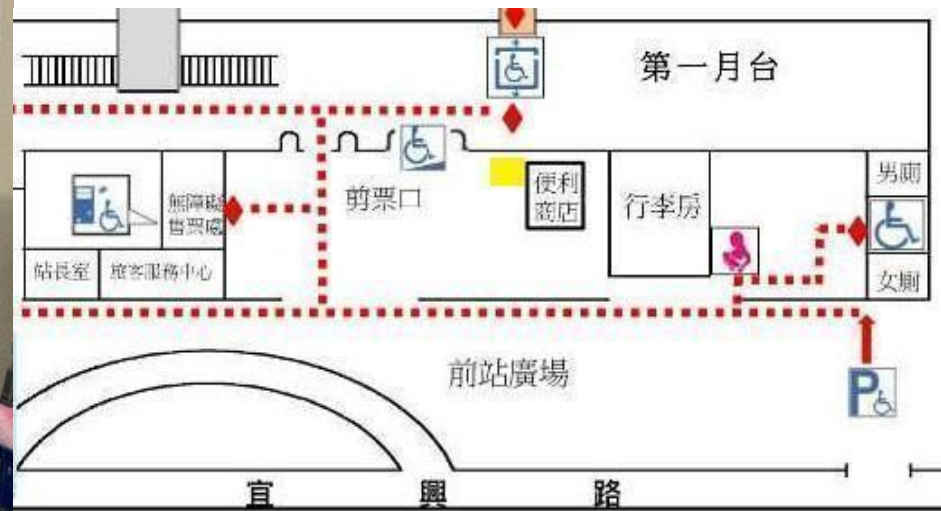 第一月台
剪票口
便利
商店
行李房
男廁
女廁
無障礙
售票處
站長室
旅客服務中心
前站廣場
P
宜興路